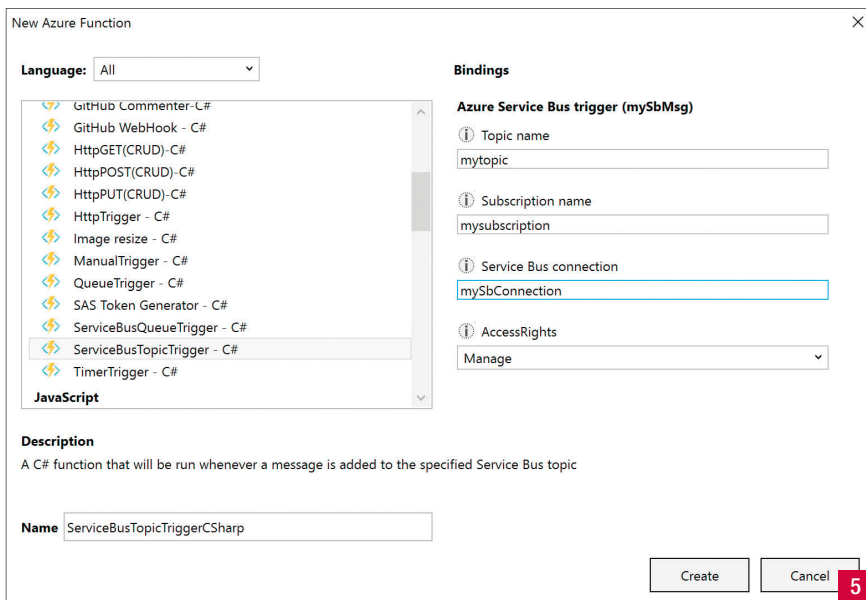 New Azure Function
Language: All
GitHub Commenter-C#
GitHub WebHook - C#
HttpGET(CRUD)-C#
HttpPOST(CRUD)-C#
HttpPUT(CRUD)-C#
HttpTrigger - C#
Image resize - C#
ManualTrigger - C#
QueueTrigger - C#
SAS Token Generator - C#
ServiceBusQueueTrigger - C#
ServiceBusTopicTrigger - C#
TimerTrigger - C#
JavaScript
Bindings
Azure Service Bus trigger (mySbMsg)
Topic name
mytopic
Subscription name
mysubscription
Service Bus connection
mySbConnection
AccessRights
Manage
Description
A C# function that will be run whenever a message is added to the specified Service Bus topic
Name ServiceBusTopicTriggerCSharp
Create Cancel
5